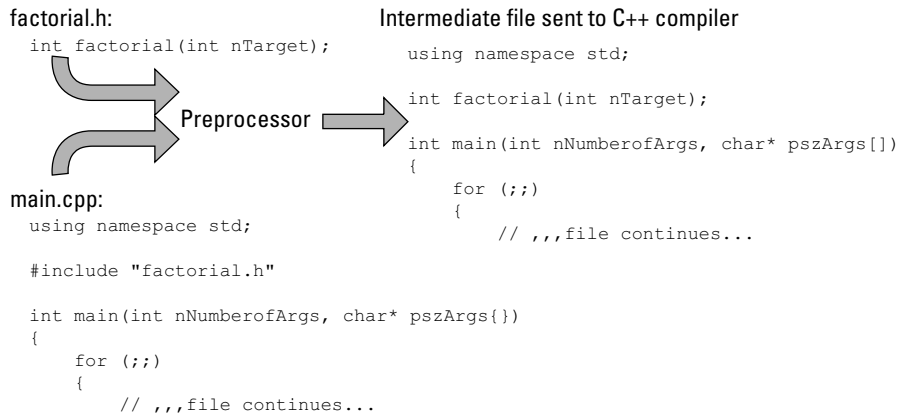 factorial.h:
int factorial(int nTarget);
Preprocessor
main.cpp:
using namespace std;
#include "factorial.h"
int main(int nNumberofArgs, char* pszArgs{})
{
for (;;)
{
// ,,,file continues...
Intermediate file sent to C++ compiler
using namespace std;
int factorial(int nTarget);
int main(int nNumberofArgs, char* pszArgs[])
{
for (;;)
{
// ,,,file continues...